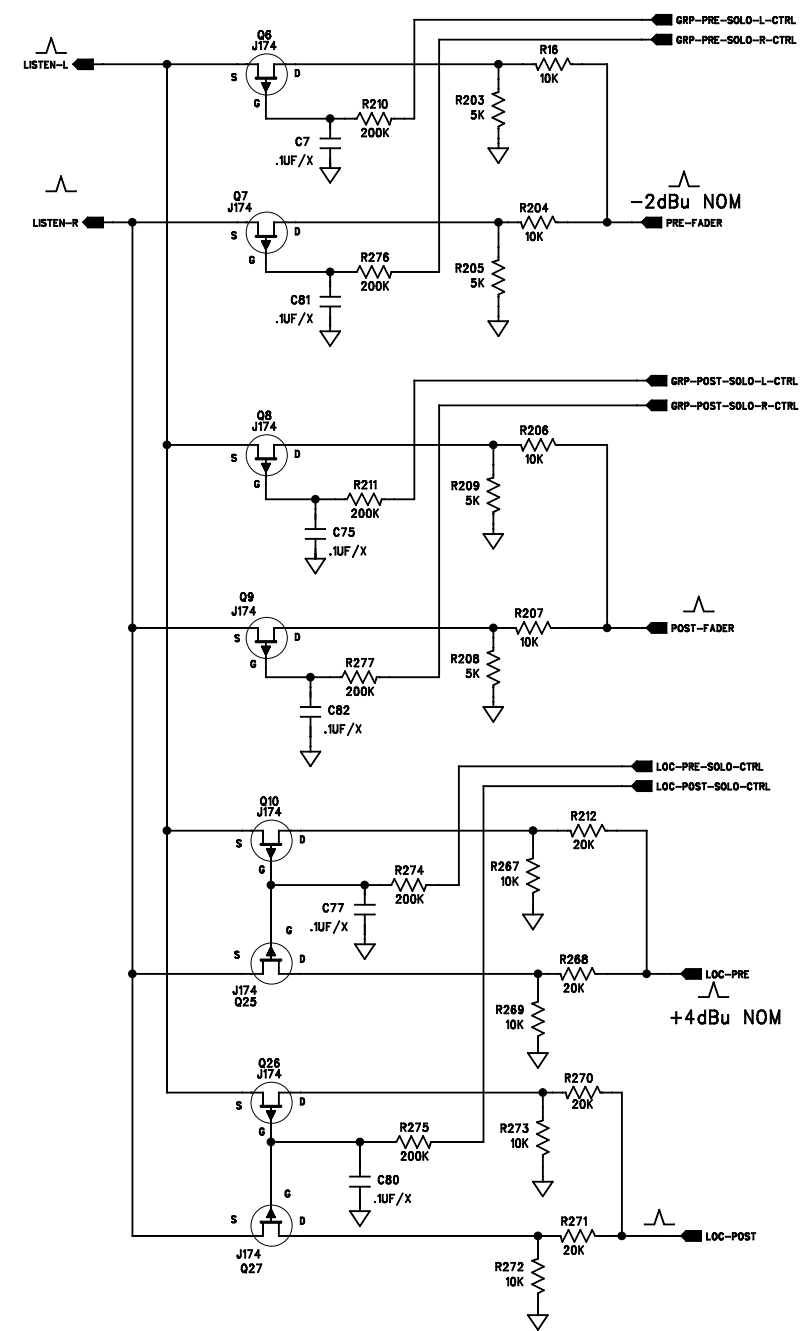 Q6
J174
GRP-PRE-SOLO-L-CTRL
GRP-PRE-SOLO-R-CTRL
LISTEN-L
S
D
G
R16
10K
R210
200K
R203
5K
C7
.1UF/X
LISTEN-R
Q7
J174
S
D
G
R204
10K
-2dBu NOM
PRE-FADER
R276
200K
R205
5K
C81
.1UF/X
GRP-POST-SOLO-L-CTRL
GRP-POST-SOLO-R-CTRL
Q8
J174
S
D
G
R206
10K
R211
200K
R209
5K
C75
.1UF/X
Q9
J174
S
D
G
R207
10K
POST-FADER
R277
200K
R208
5K
C82
.1UF/X
LOC-PRE-SOLO-CTRL
LOC-POST-SOLO-CTRL
Q10
J174
S
D
G
R212
20K
R274
200K
R267
10K
C77
.1UF/X
G
S
D
J174
Q25
R268
20K
LOC-PRE
+4dBu NOM
R269
10K
Q26
J174
S
D
G
R270
20K
R275
200K
R273
10K
C80
.1UF/X
G
S
D
J174
Q27
R271
20K
LOC-POST
R272
10K